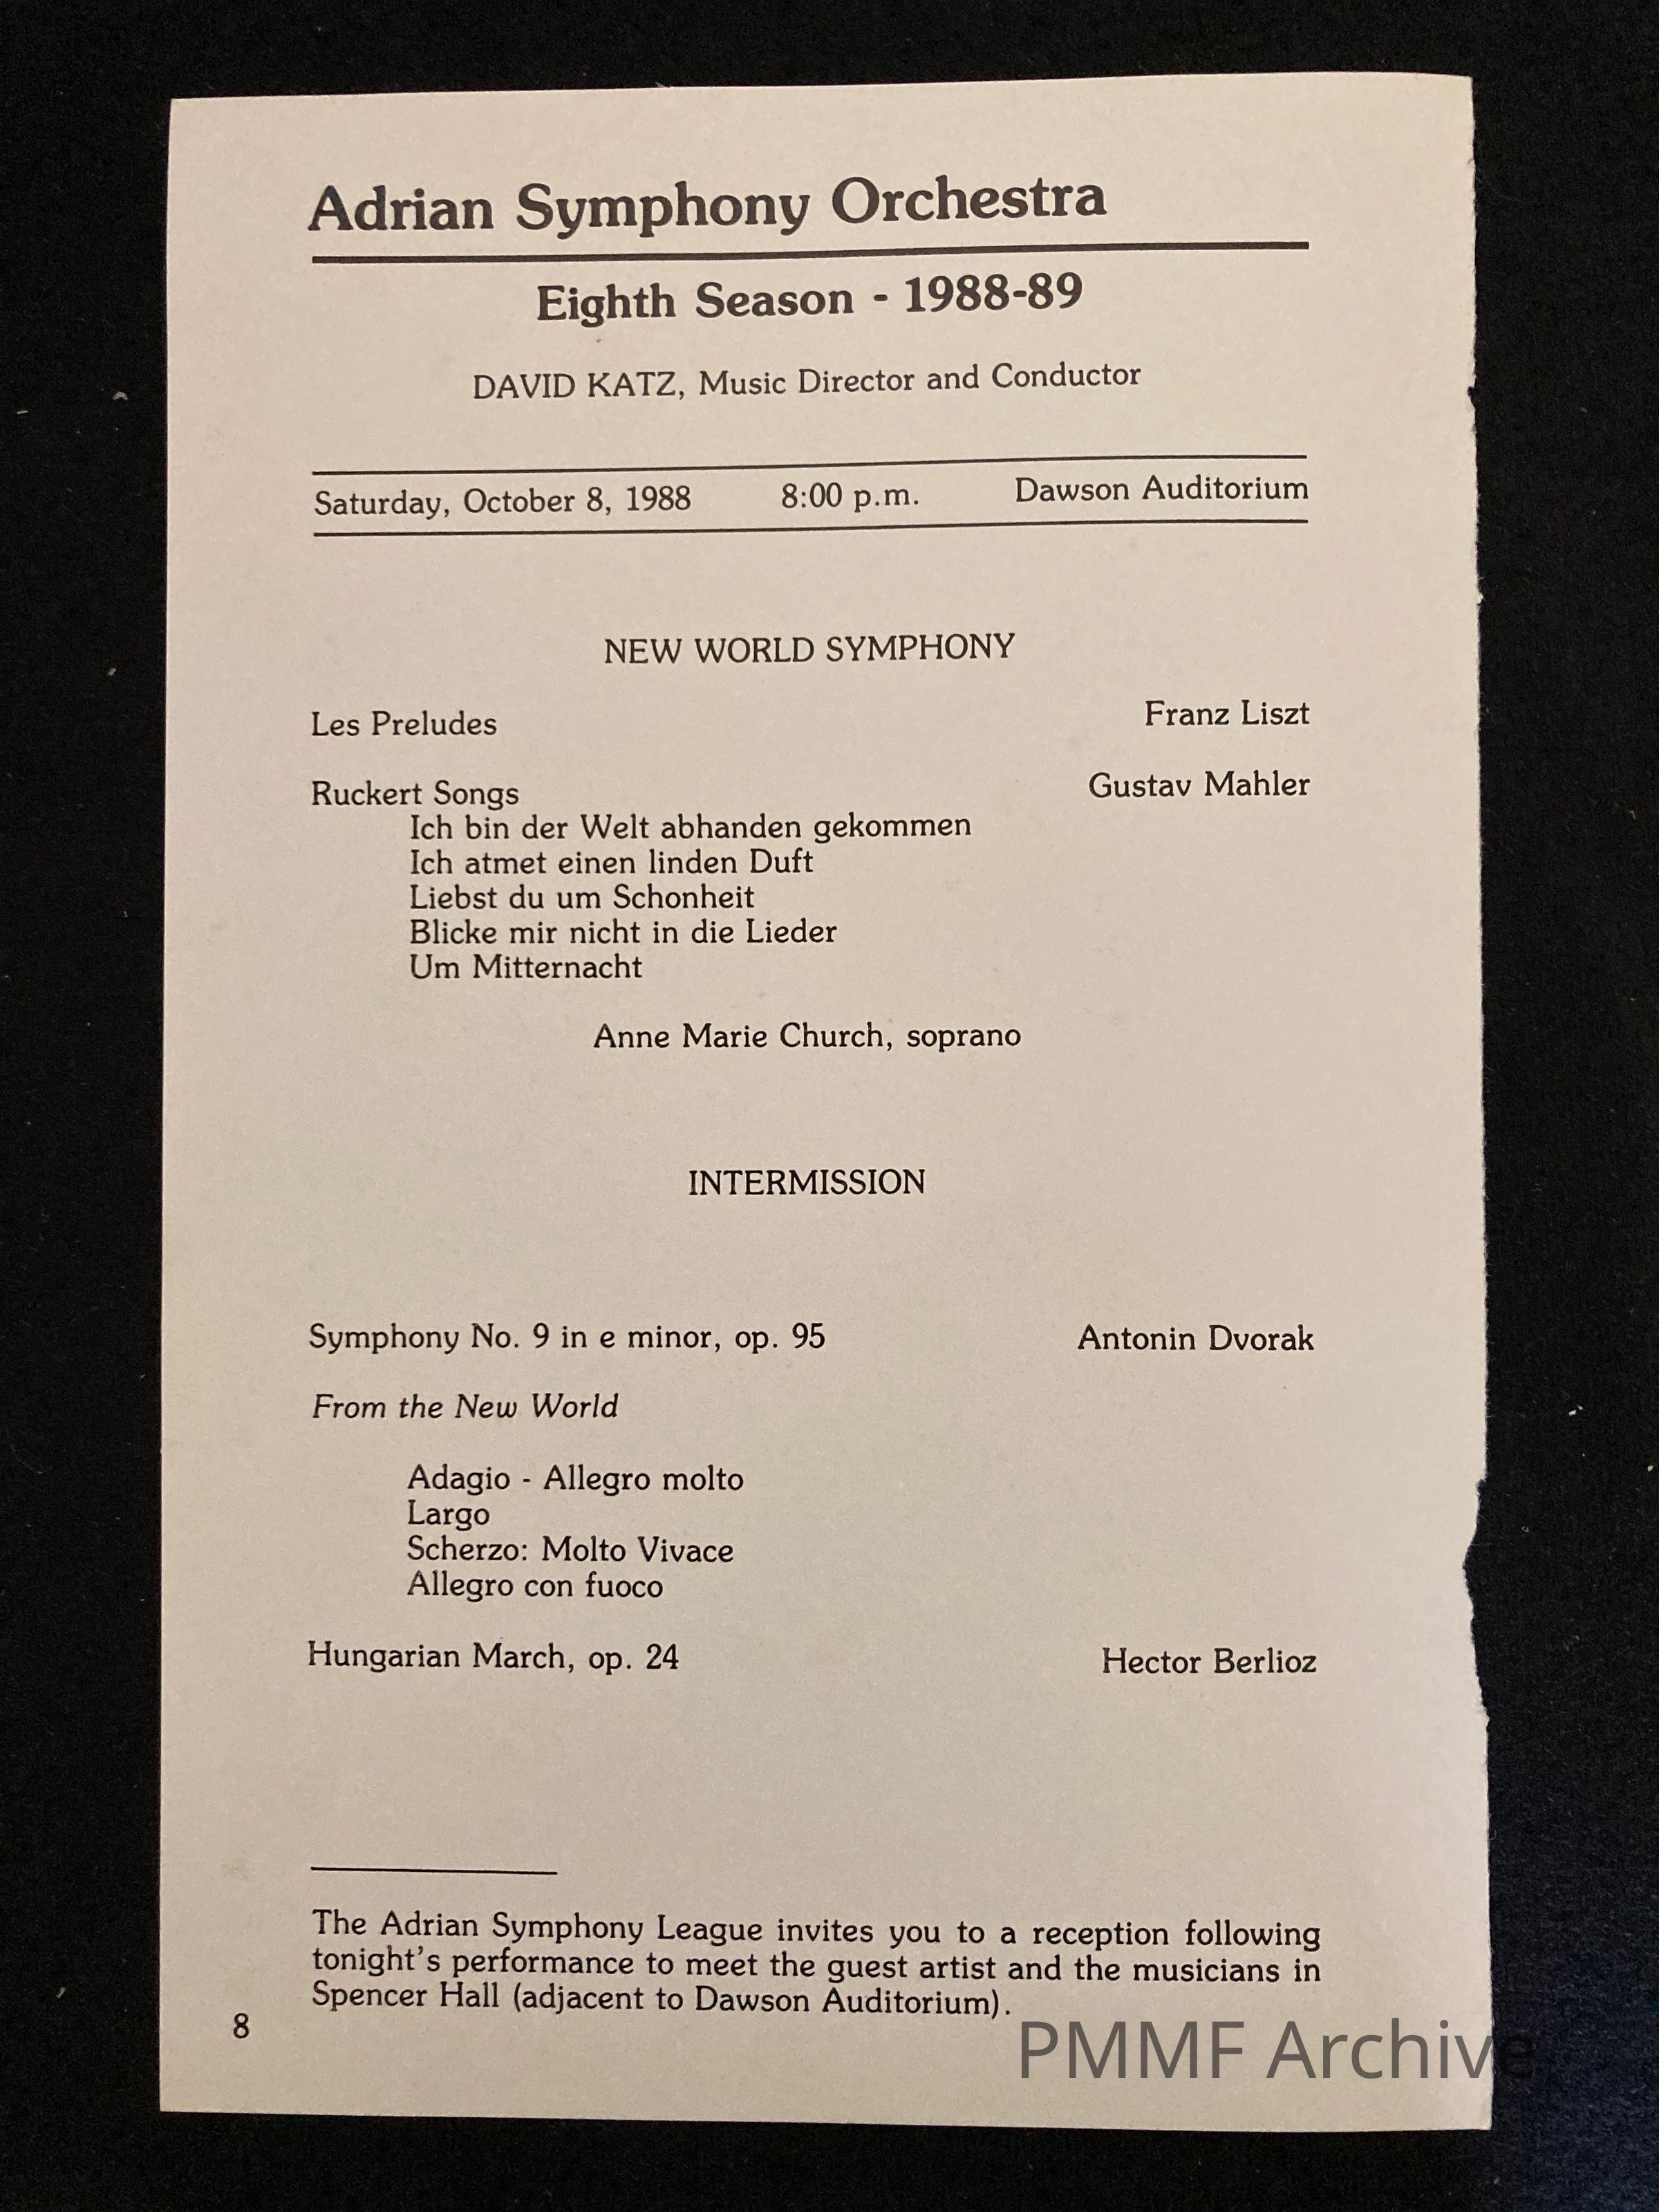 Adrian Symphony Orchestra
Eighth Season - 1988-89
DAVID KATZ, Music Director and Conductor
Saturday, October 8, 1988 8:00 p.m. Dawson Auditorium
NEW WORLD SYMPHONY
Les Preludes Franz Liszt
Ruckert Songs Gustav Mahler
Ich bin der Welt abhanden gekommen
Ich atmet einen linden Duft
Liebst du um Schonheit
Blicke mir nicht in die Lieder
Um Mitternacht
Anne Marie Church, soprano
INTERMISSION
Symphony No. 9 in e minor, op. 95 Antonin Dvorak
From the New World
Adagio - Allegro molto
Largo
Scherzo: Molto Vivace
Allegro con fuoco
Hungarian March, op. 24 Hector Berlioz
The Adrian Symphony League invites you to a reception following
tonight's performance to meet the guest artist and the musicians in
Spencer Hall (adjacent to Dawson Auditorium).
8
PMMF Archive